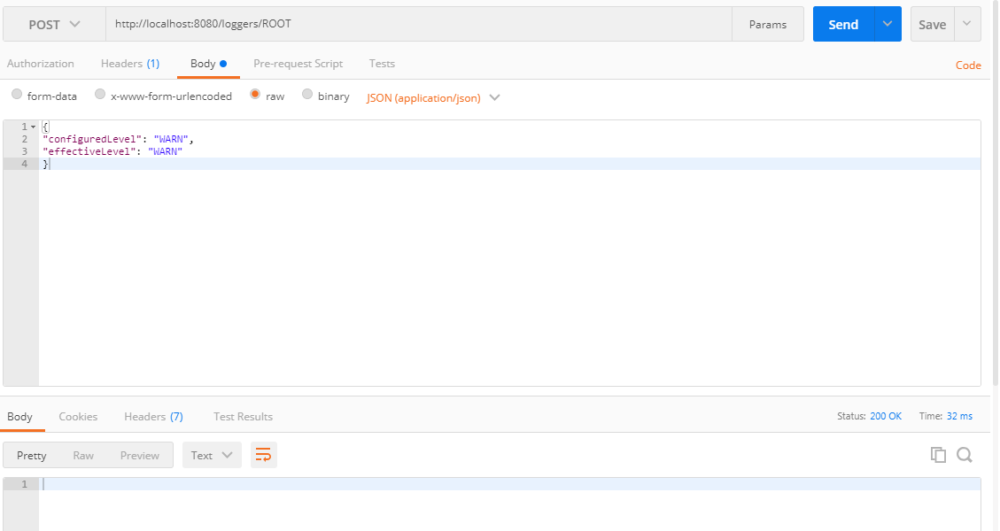 POST http://localhost:8080/loggers/ROOT Params Send Save
Authorization Headers (1) Body Pre-request Script Tests Code
form-data x-www-form-urlencoded raw binary JSON (application/json)
1 {
2 "configuredLevel": "WARN",
3 "effectiveLevel": "WARN"
4 }
Body Cookies Headers (7) Test Results Status: 200 OK Time: 32 ms
Pretty Raw Preview Text
1